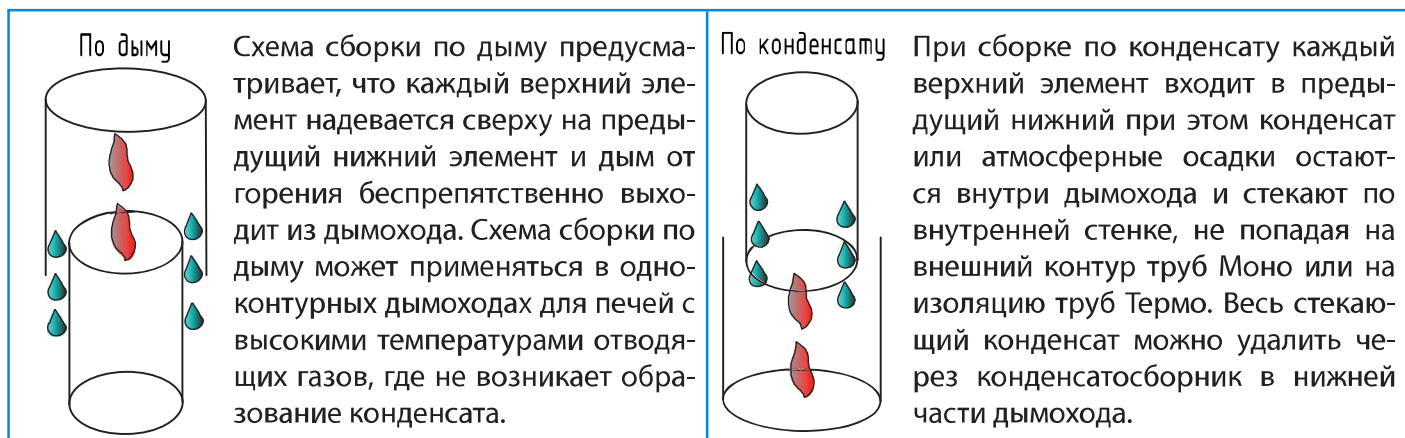 По дыму
Схема сборки по дыму предусма-
тривает, что каждый верхний эле-
мент надевается сверху на преды-
дущий нижний элемент и дым от
горения беспрепятственно выхо-
дит из дымохода. Схема сборки по
дыму может применяться в одно-
контурных дымоходах для печей с
высокими температурами отводя-
щих газов, где не возникает обра-
зование конденсата.
По конденсату
При сборке по конденсату каждый
верхний элемент входит в преды-
дущий нижний при этом конденсат
или атмосферные осадки остают-
ся внутри дымохода и стекают по
внутренней стенке, не попадая на
внешний контур труб Моно или на
изоляцию труб Термо. Весь стекаю-
щий конденсат можно удалить че-
рез конденсатосборник в нижней
части дымохода.